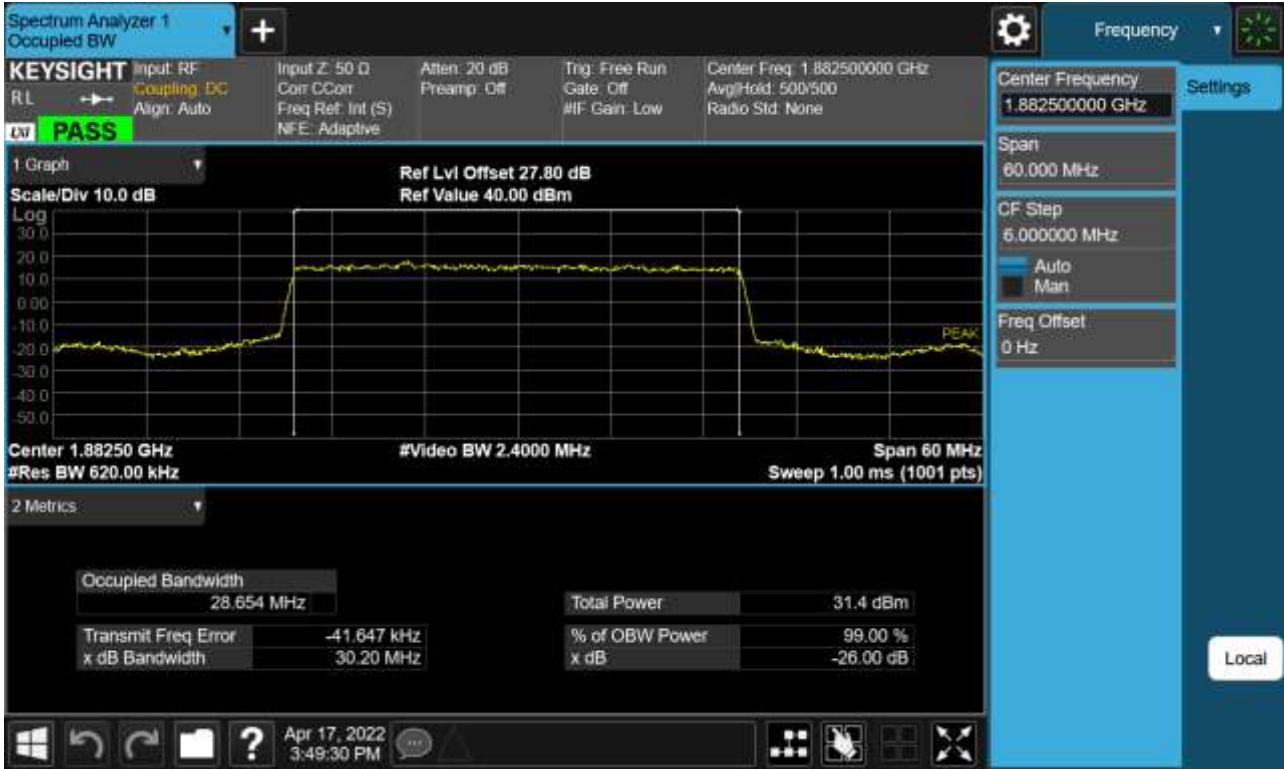 Spectrum Analyzer 1
Occupied BW
+
Frequency
KEYSIGHT
R L
LXI
PASS
Input: RF
Coupling: DC
Align: Auto
Input Z: 50 Ω
Corr CCorr
Freq Ref: Int (S)
NFE: Adaptive
Atten: 20 dB
Preamp: Off
Trig: Free Run
Gate: Off
#IF Gain: Low
Center Freq: 1.882500000 GHz
Avg|Hold: 500/500
Radio Std: None
1 Graph
Scale/Div 10.0 dB
Ref Lvl Offset 27.80 dB
Ref Value 40.00 dBm
Log
30.0
20.0
10.0
0.00
-10.0
-20.0
-30.0
-40.0
-50.0
PEAK
Center 1.88250 GHz
#Video BW 2.4000 MHz
Span 60 MHz
#Res BW 620.00 kHz
Sweep 1.00 ms (1001 pts)
2 Metrics
Occupied Bandwidth
28.654 MHz
Total Power 31.4 dBm
Transmit Freq Error -41.647 kHz
% of OBW Power 99.00 %
x dB Bandwidth 30.20 MHz
x dB -26.00 dB
Center Frequency
1.882500000 GHz
Settings
Span
60.000 MHz
CF Step
6.000000 MHz
Auto
Man
Freq Offset
0 Hz
Local
?
Apr 17, 2022
3:49:30 PM